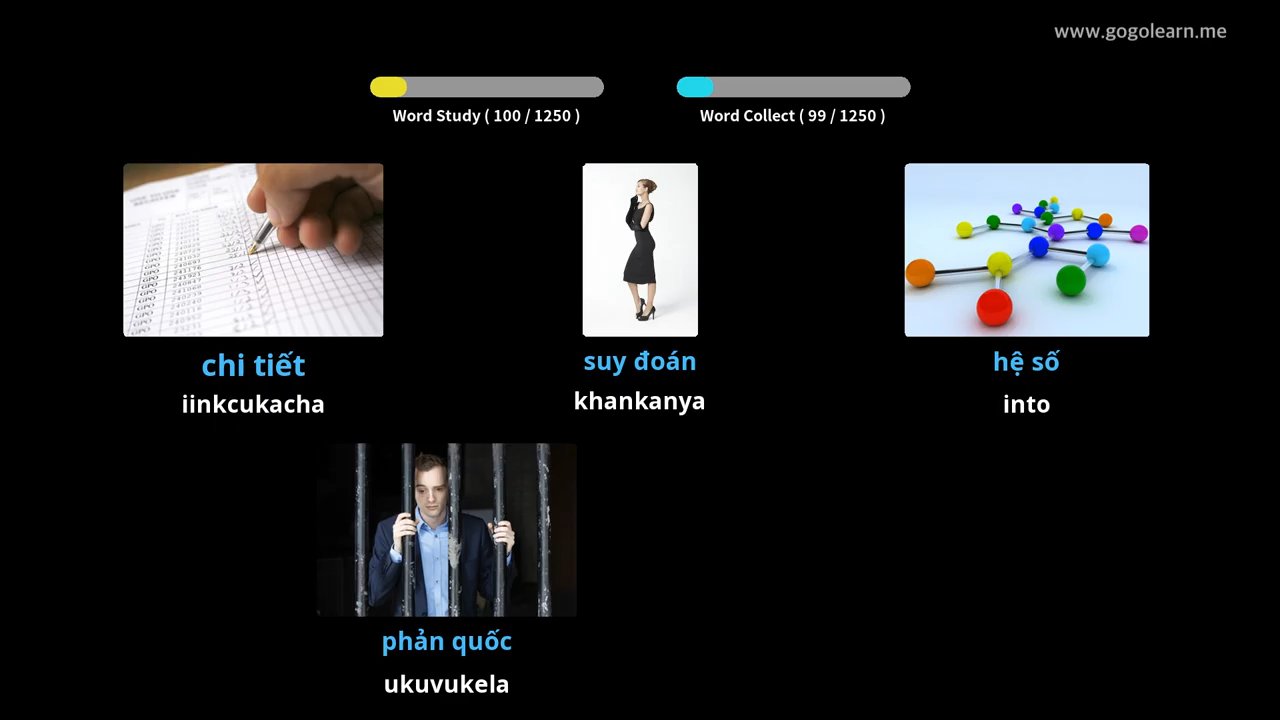 www.gogolearn.me
Word Study ( 100 / 1250 )
Word Collect ( 99 / 1250 )
chi tiết
iinkcukacha
suy đoán
khankanya
hệ số
into
phản quốc
ukuvukela